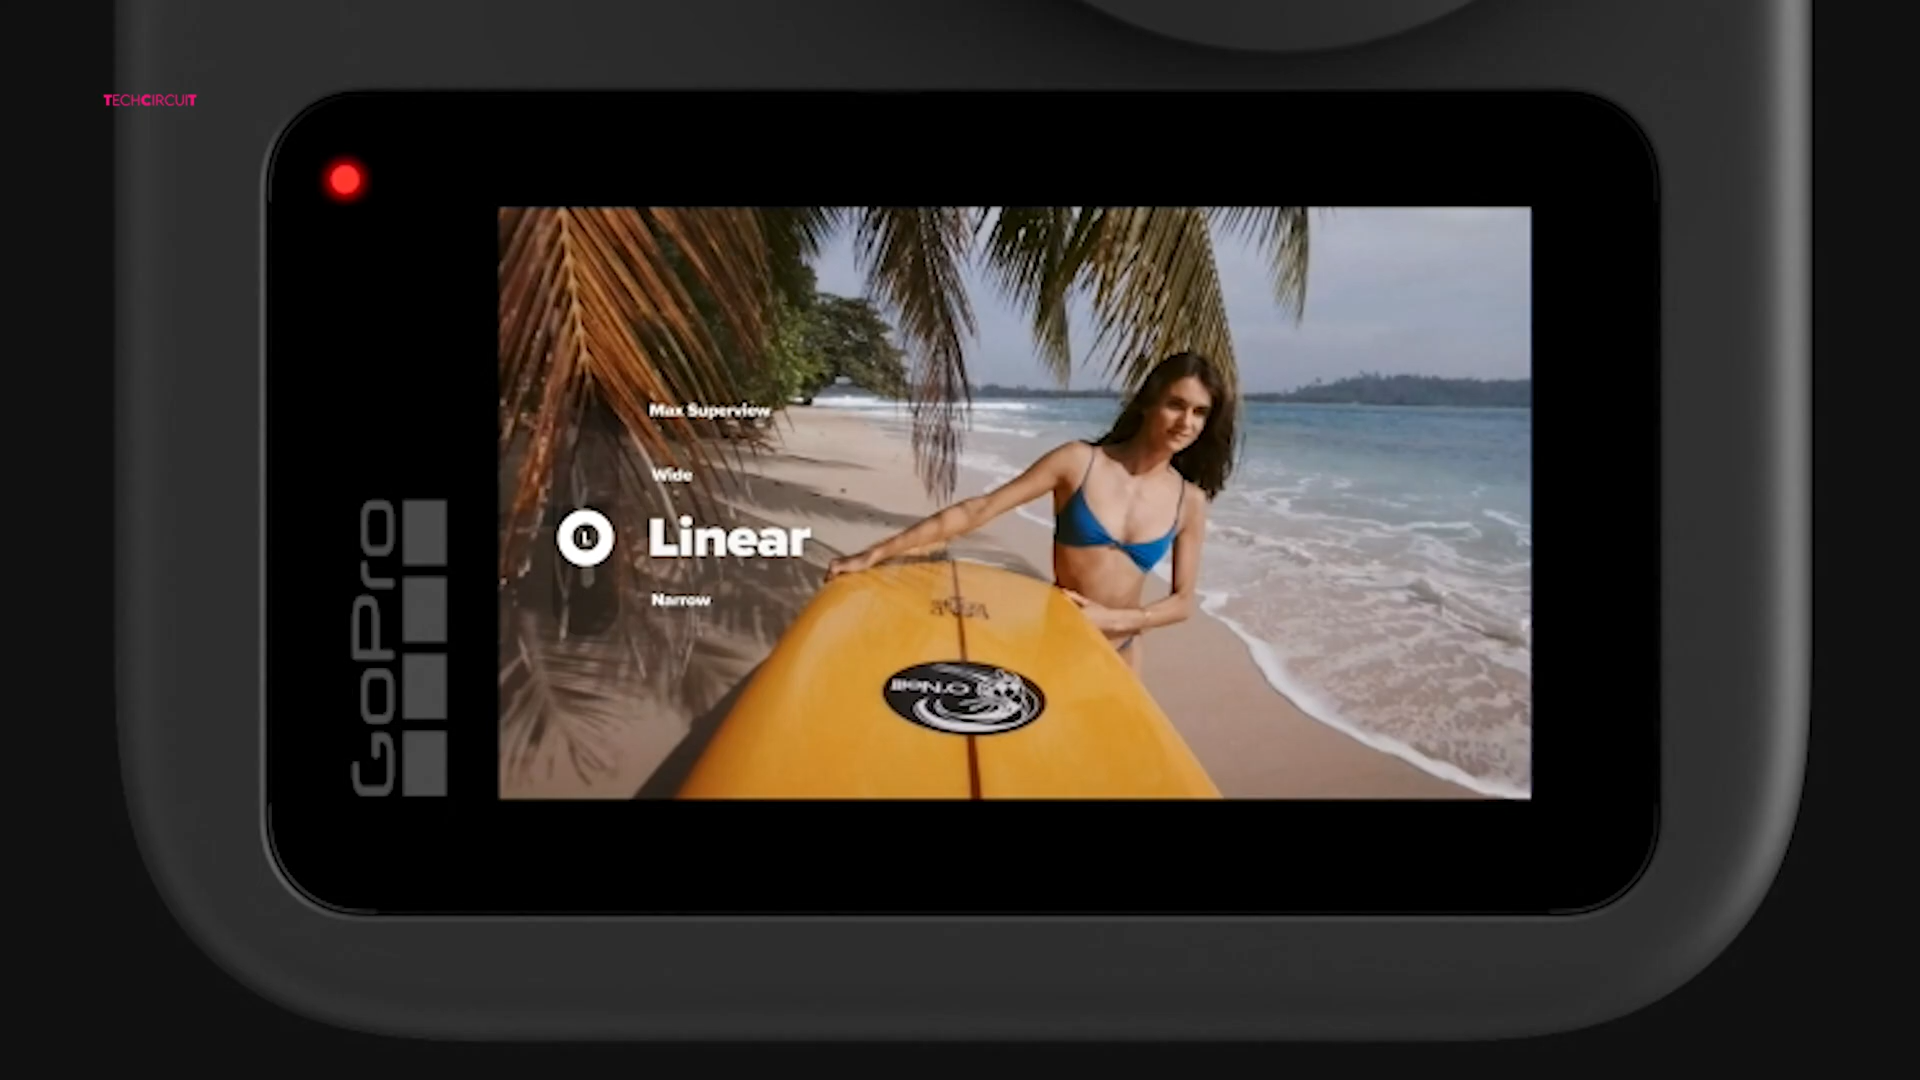 TECHCIRCUIT
Max Superview
Wide
L
Linear
Narrow
GoPro
O'Neill